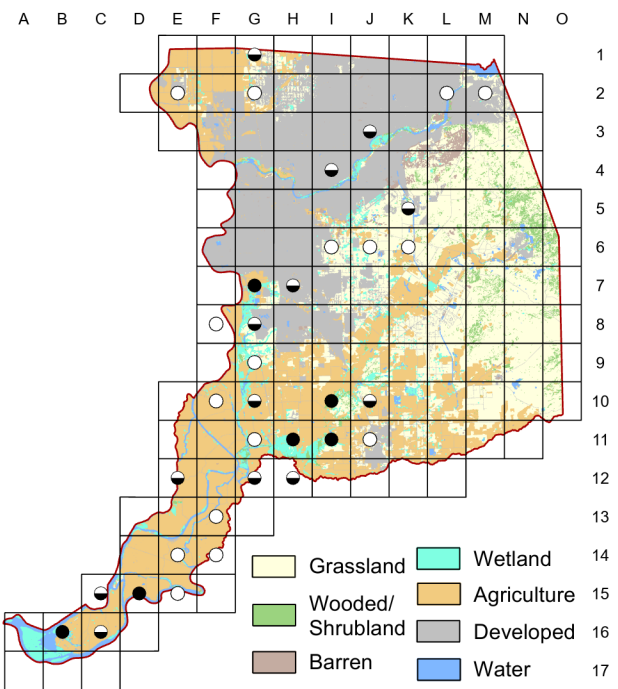 A B C D E F G H I J K L M N O
1
2
3
4
5
6
7
8
9
10
11
12
13
14
Grassland Wetland
15
Agriculture
Wooded/
Shrubland
16
Developed
Barren
17
Water